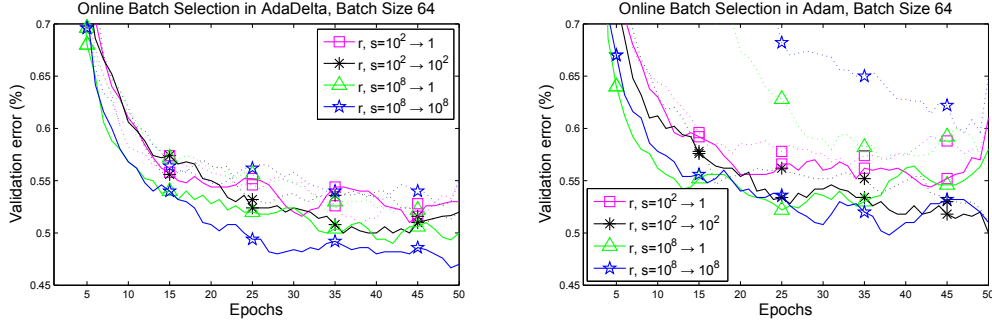 Online Batch Selection in AdaDelta, Batch Size 64
0.7
0.65
0.6
0.55
0.5
0.45
Validation error (%)
5 10 15 20 25 30 35 40 45 50
Epochs
r, s=10² → 1
r, s=10² → 10²
r, s=10⁸ → 1
r, s=10⁸ → 10⁸
Online Batch Selection in Adam, Batch Size 64
0.7
0.65
0.6
0.55
0.5
0.45
Validation error (%)
5 10 15 20 25 30 35 40 45 50
Epochs
r, s=10² → 1
r, s=10² → 10²
r, s=10⁸ → 1
r, s=10⁸ → 10⁸